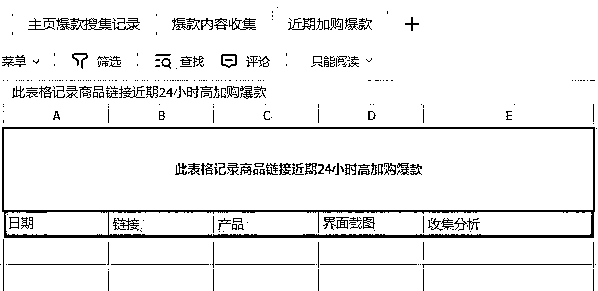 主页爆款搜集记录 爆款内容收集 近期加购爆款 +
菜单 筛选 查找 评论 只能阅读
此表格记录商品链接近期24小时高加购爆款
A B C D E
此表格记录商品链接近期24小时高加购爆款
日期 链接 产品 界面截图 收集分析